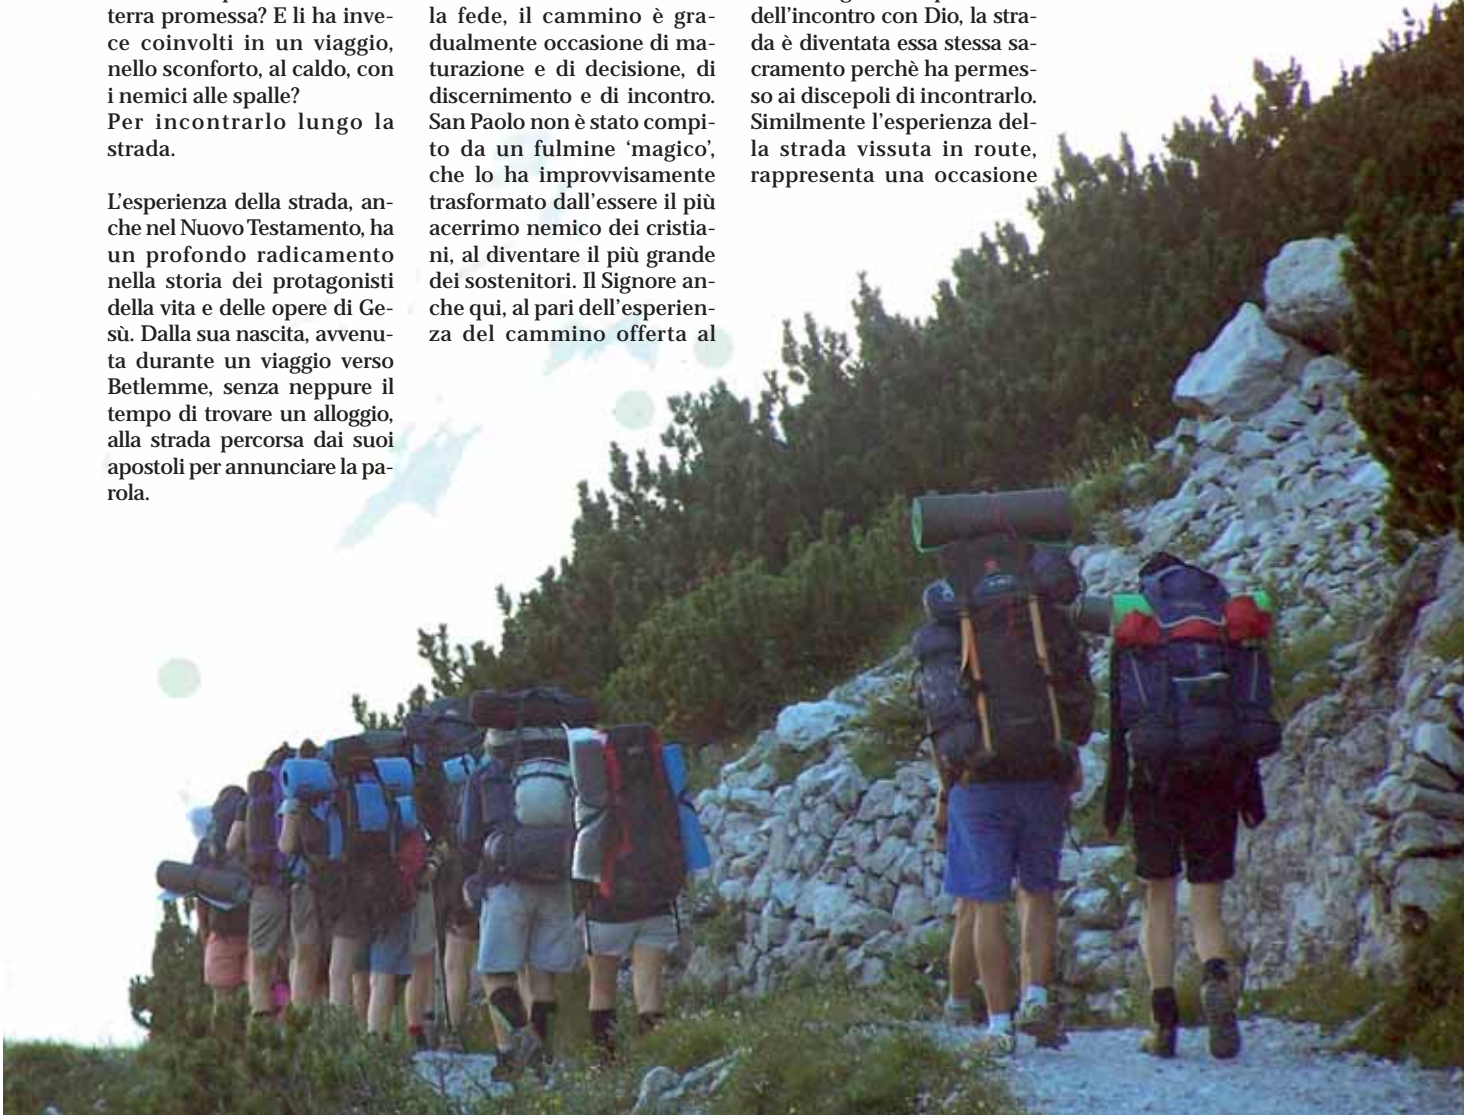 terra promessa? E li ha inve-
ce coinvolti in un viaggio,
nello sconforto, al caldo, con
i nemici alle spalle?
Per incontrarlo lungo la
strada.
L'esperienza della strada, an-
che nel Nuovo Testamento, ha
un profondo radicamento
nella storia dei protagonisti
della vita e delle opere di Ge-
sù. Dalla sua nascita, avvenu-
ta durante un viaggio verso
Betlemme, senza neppure il
tempo di trovare un alloggio,
alla strada percorsa dai suoi
apostoli per annunciare la pa-
rola.
la fede, il cammino è gra-
dualmente occasione di ma-
turazione e di decisione, di
discernimento e di incontro.
San Paolo non è stato compi-
to da un fulmine ‘magico’,
che lo ha improvvisamente
trasformato dall'essere il più
acerrimo nemico dei cristia-
ni, al diventare il più grande
dei sostenitori. Il Signore an-
che qui, al pari dell'esperien-
za del cammino offerta al
dell'incontro con Dio, la stra-
da è diventata essa stessa sa-
cramento perchè ha permes-
so ai discepoli di incontrarlo.
Similmente l'esperienza del-
la strada vissuta in route,
rappresenta una occasione